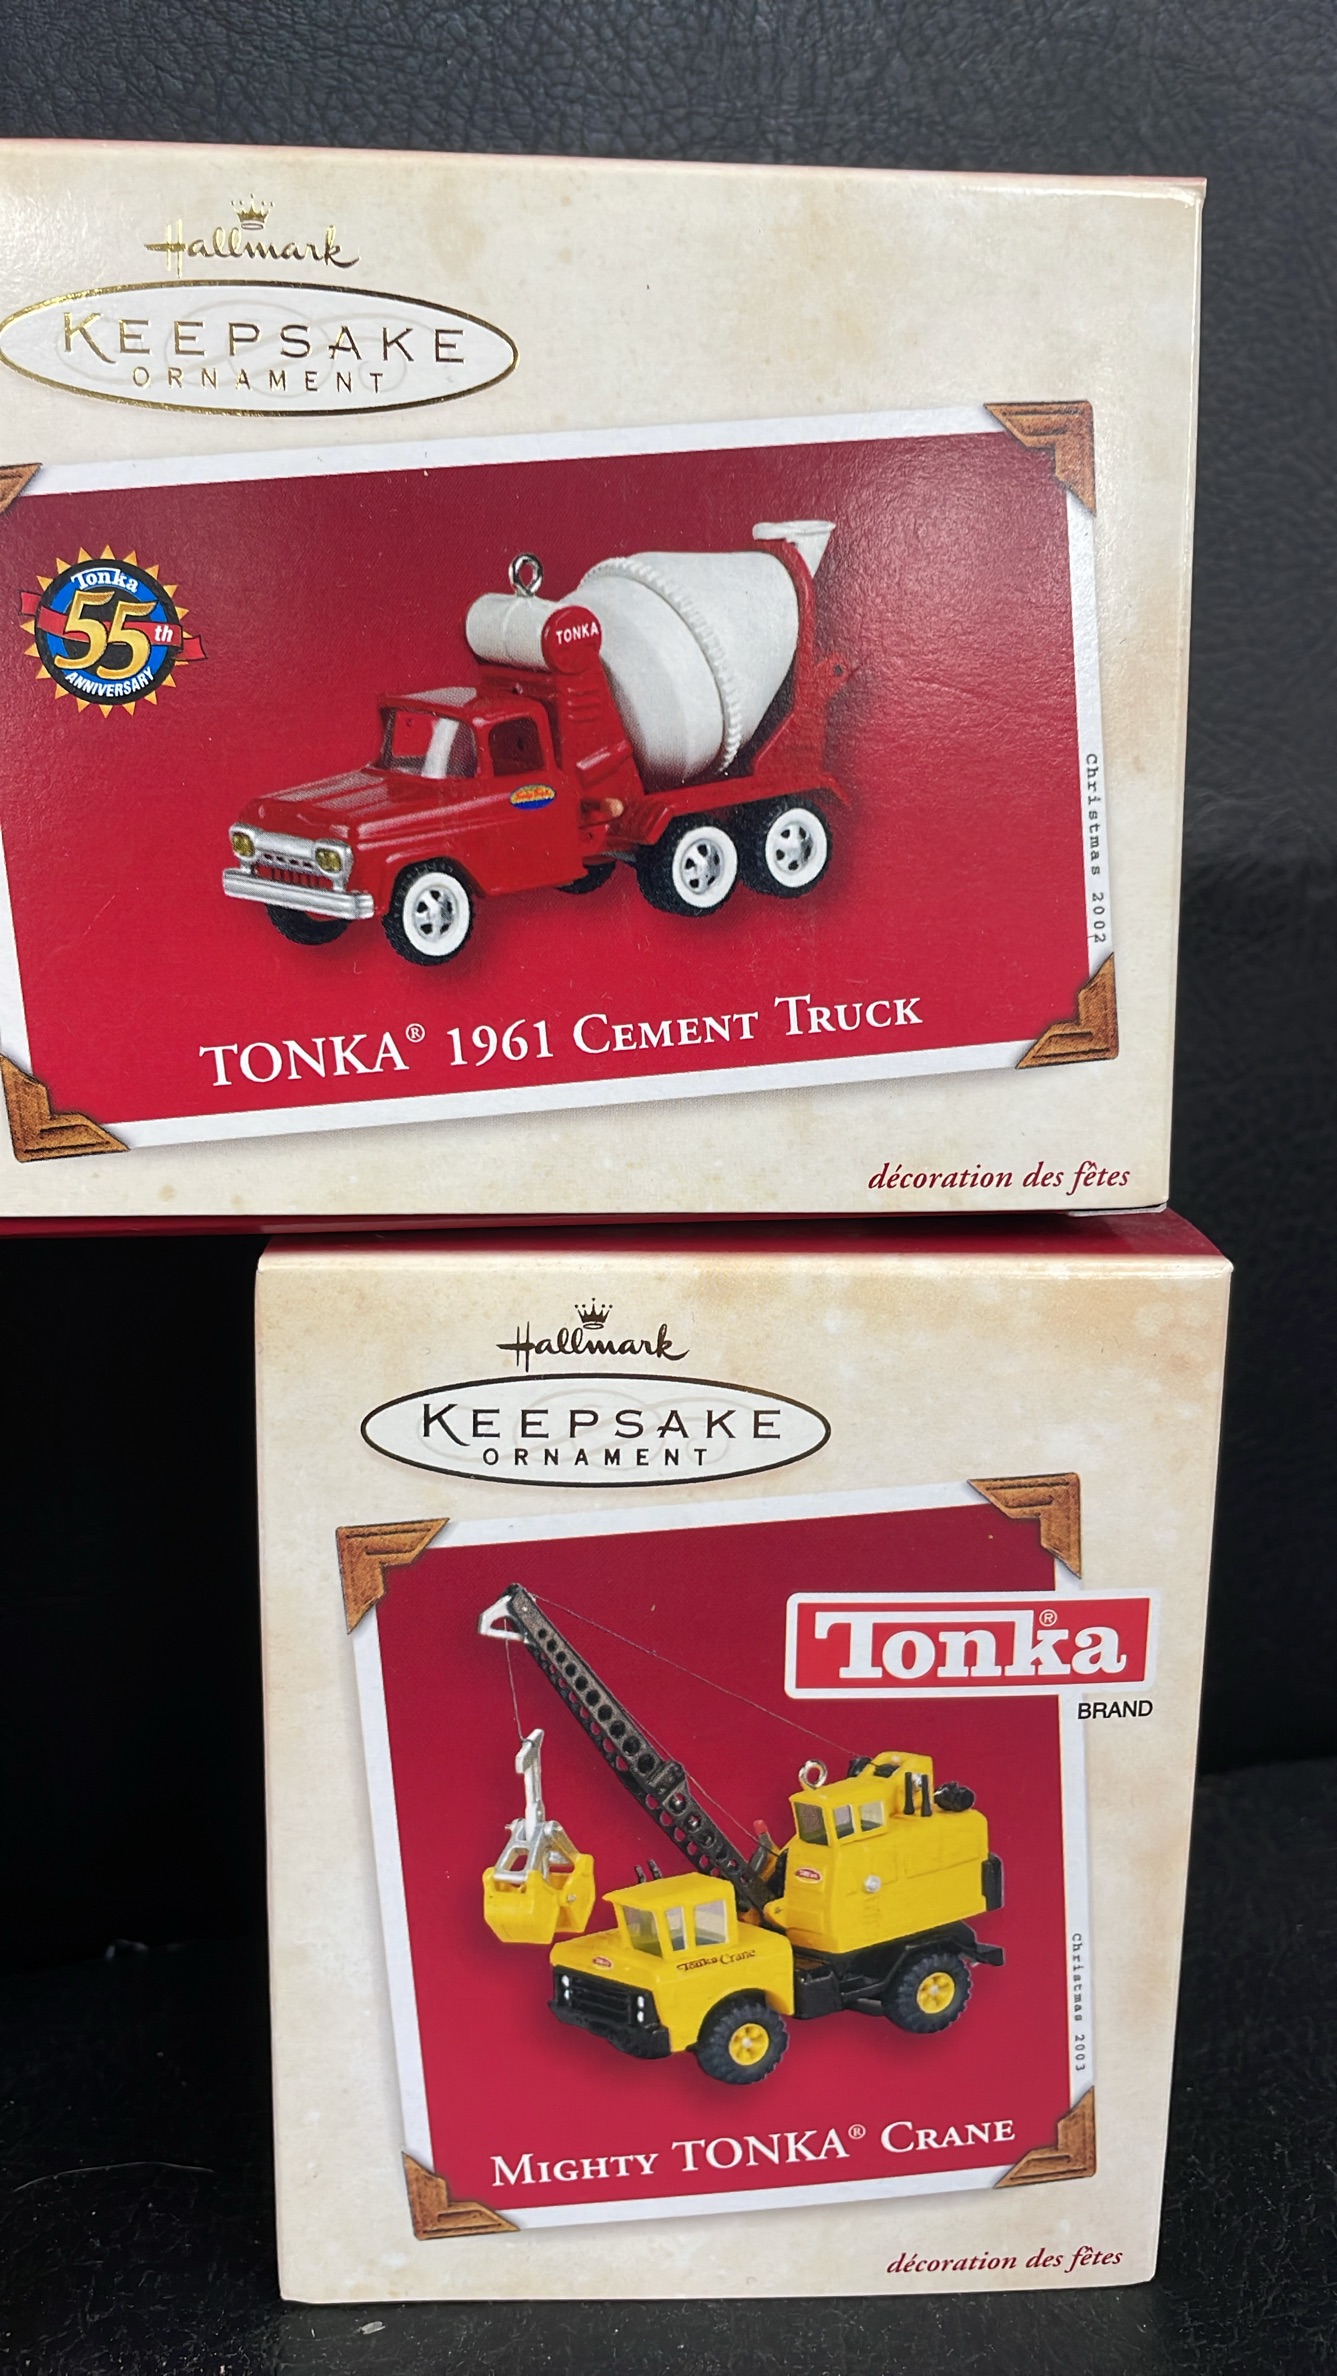 Hallmark
KEEPSAKE
ORNAMENT
Tonka
55th
ANNIVERSARY
TONKA
Christmas 2002
TONKA® 1961 CEMENT TRUCK
décoration des fêtes
Hallmark
KEEPSAKE
ORNAMENT
Tonka®
BRAND
Tonka Crane
Christmas 2003
MIGHTY TONKA® CRANE
décoration des fêtes